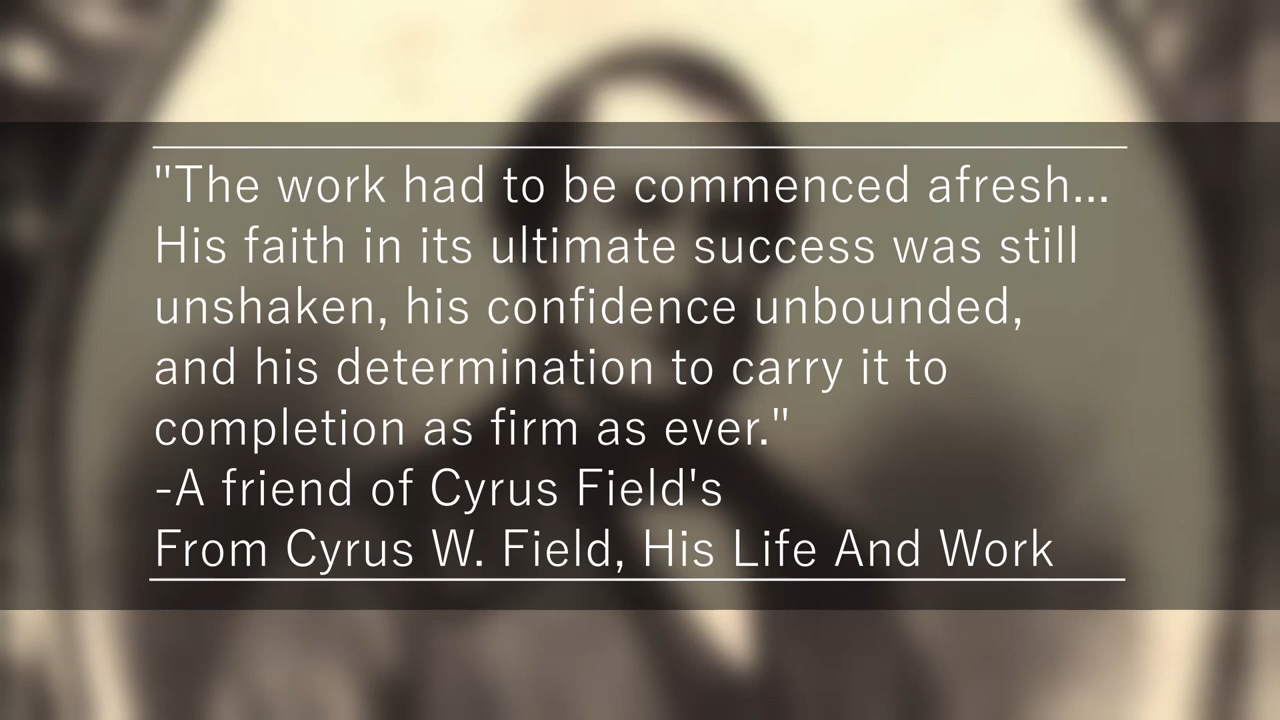 "The work had to be commenced afresh...
His faith in its ultimate success was still
unshaken, his confidence unbounded,
and his determination to carry it to
completion as firm as ever."
-A friend of Cyrus Field's
From Cyrus W. Field, His Life And Work